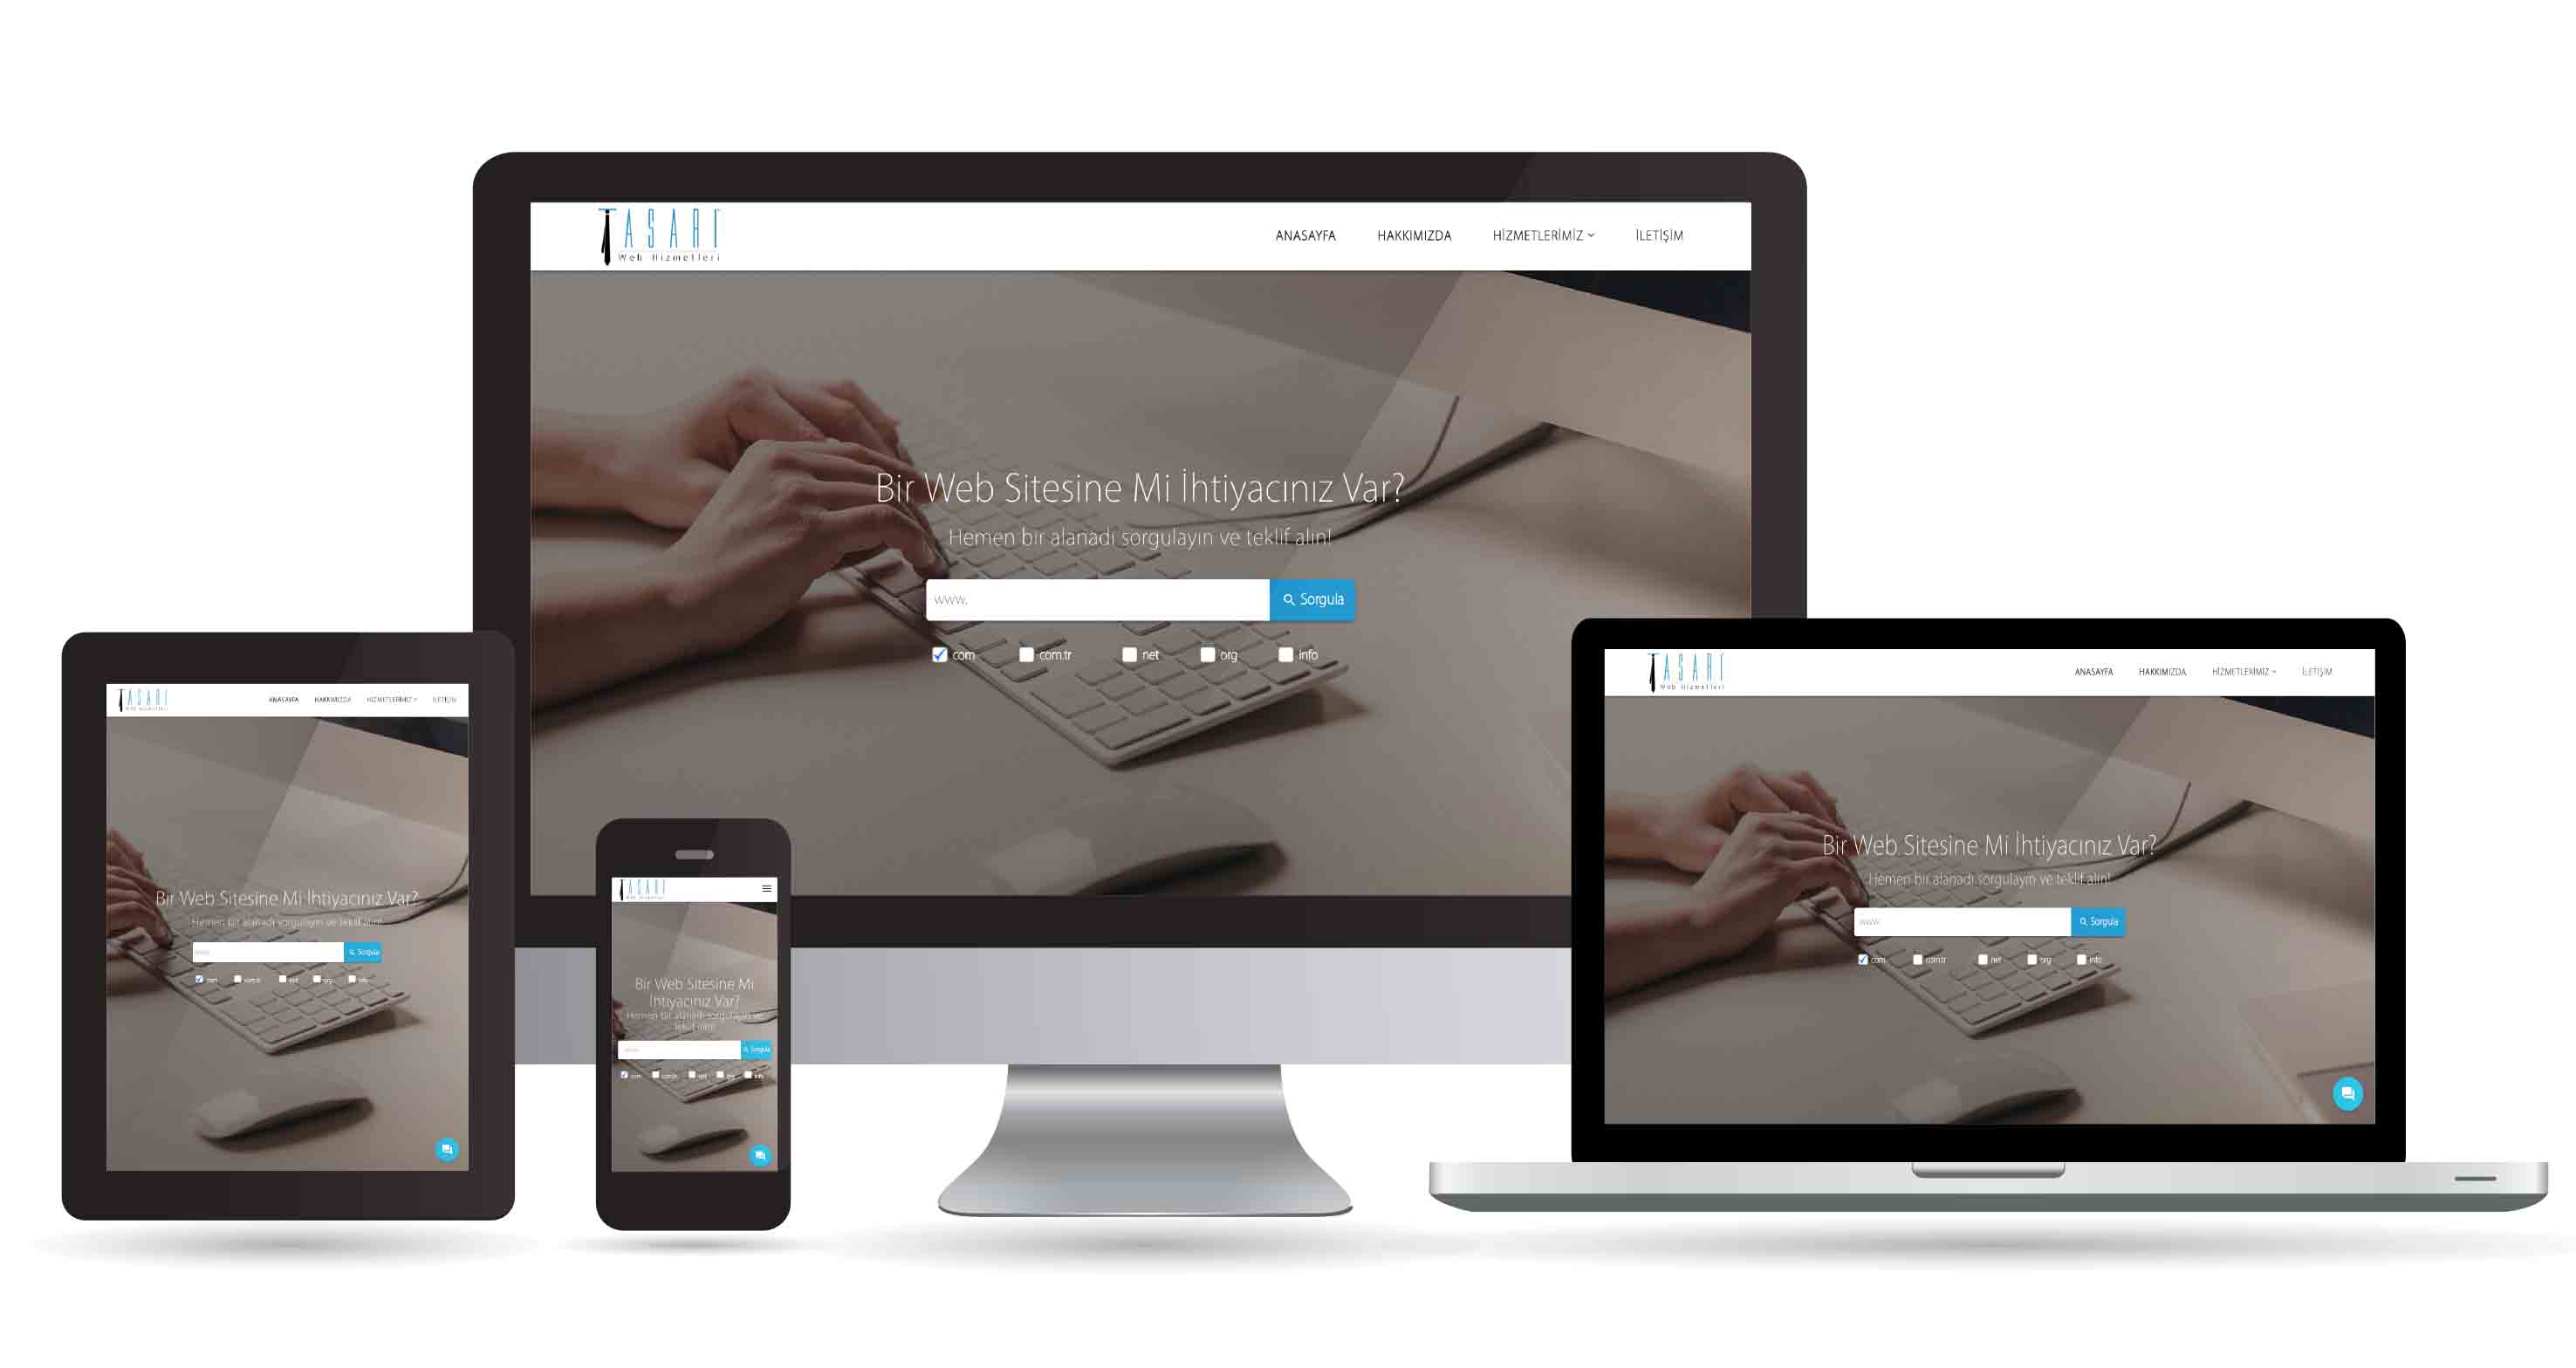 TASARI
Web Hizmetleri
ANASAYFA HAKKIMIZDA HİZMETLERİMİZ İLETİŞİM
Bir Web Sitesine Mi İhtiyacınız Var?
Hemen bir alanadı sorgulayın ve teklif alın!
www. Sorgula
com com.tr net org info
TASARI
Web Hizmetleri
ANASAYFA HAKKIMIZDA HİZMETLERİMİZ İLETİŞİM
Bir Web Sitesine Mi İhtiyacınız Var?
Hemen bir alanadı sorgulayın ve teklif alın!
www. Sorgula
com com.tr net org info
TASARI
Web Hizmetleri
Bir Web Sitesine Mi
İhtiyacınız Var?
Hemen bir alanadı sorgulayın ve
teklif alın!
www. Sorgula
com com.tr net org info
TASARI
Web Hizmetleri
ANASAYFA HAKKIMIZDA HİZMETLERİMİZ İLETİŞİM
Bir Web Sitesine Mi İhtiyacınız Var?
Hemen bir alanadı sorgulayın ve teklif alın!
www. Sorgula
com com.tr net org info